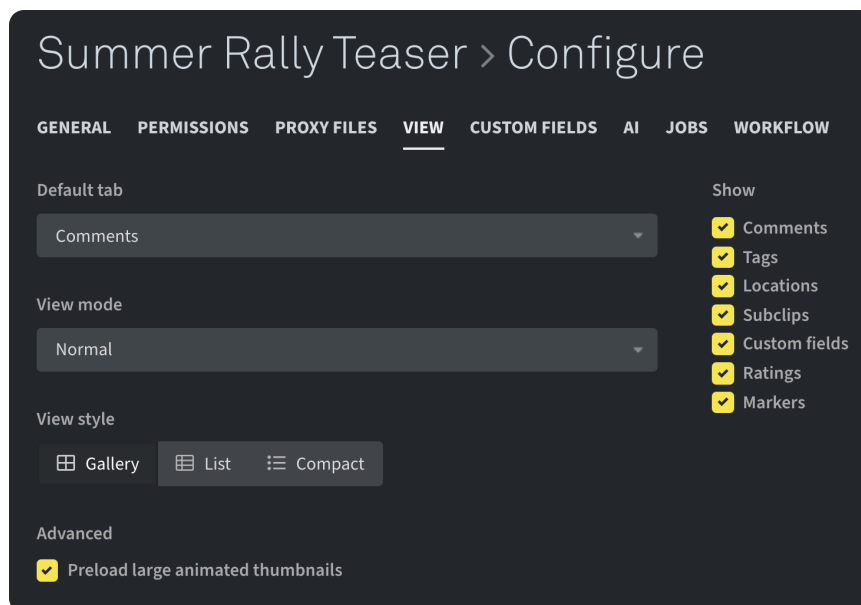 Summer Rally Teaser > Configure
GENERAL PERMISSIONS PROXY FILES VIEW CUSTOM FIELDS AI JOBS WORKFLOW
Default tab
Comments
View mode
Normal
View style
Gallery List Compact
Advanced
Preload large animated thumbnails
Show
Comments
Tags
Locations
Subclips
Custom fields
Ratings
Markers